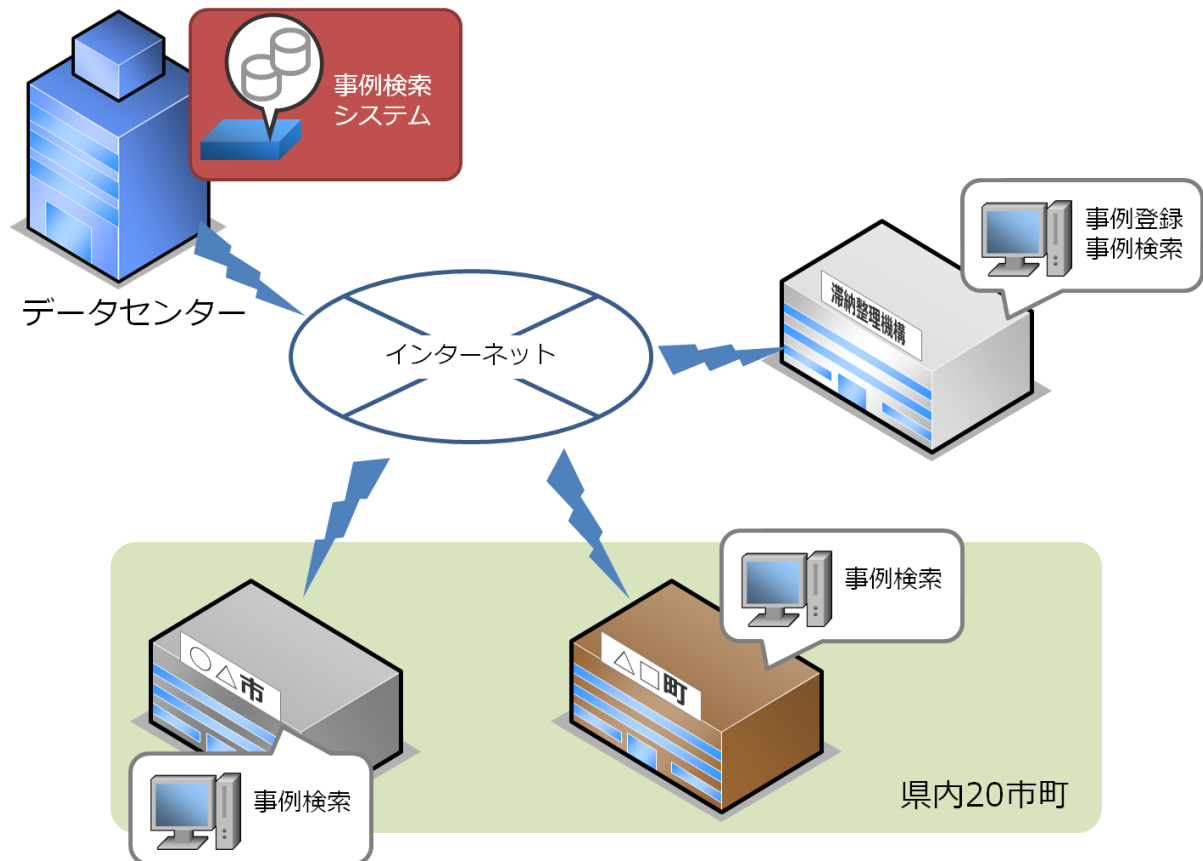 事例検索
システム
データセンター
インターネット
事例登録
事例検索
滞納整理機構
事例検索
△□町
○△市
事例検索
県内20市町